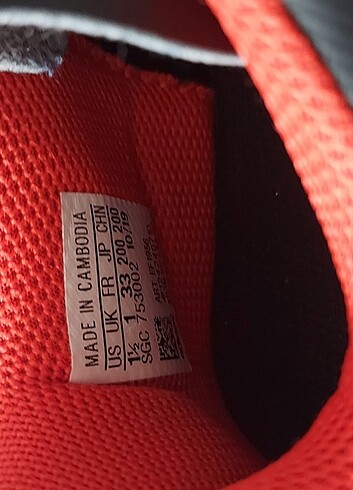 MADE IN CAMBODIA
US UK FR JP CHN
1½ 1 33 200 200
SGC 753002 10/19